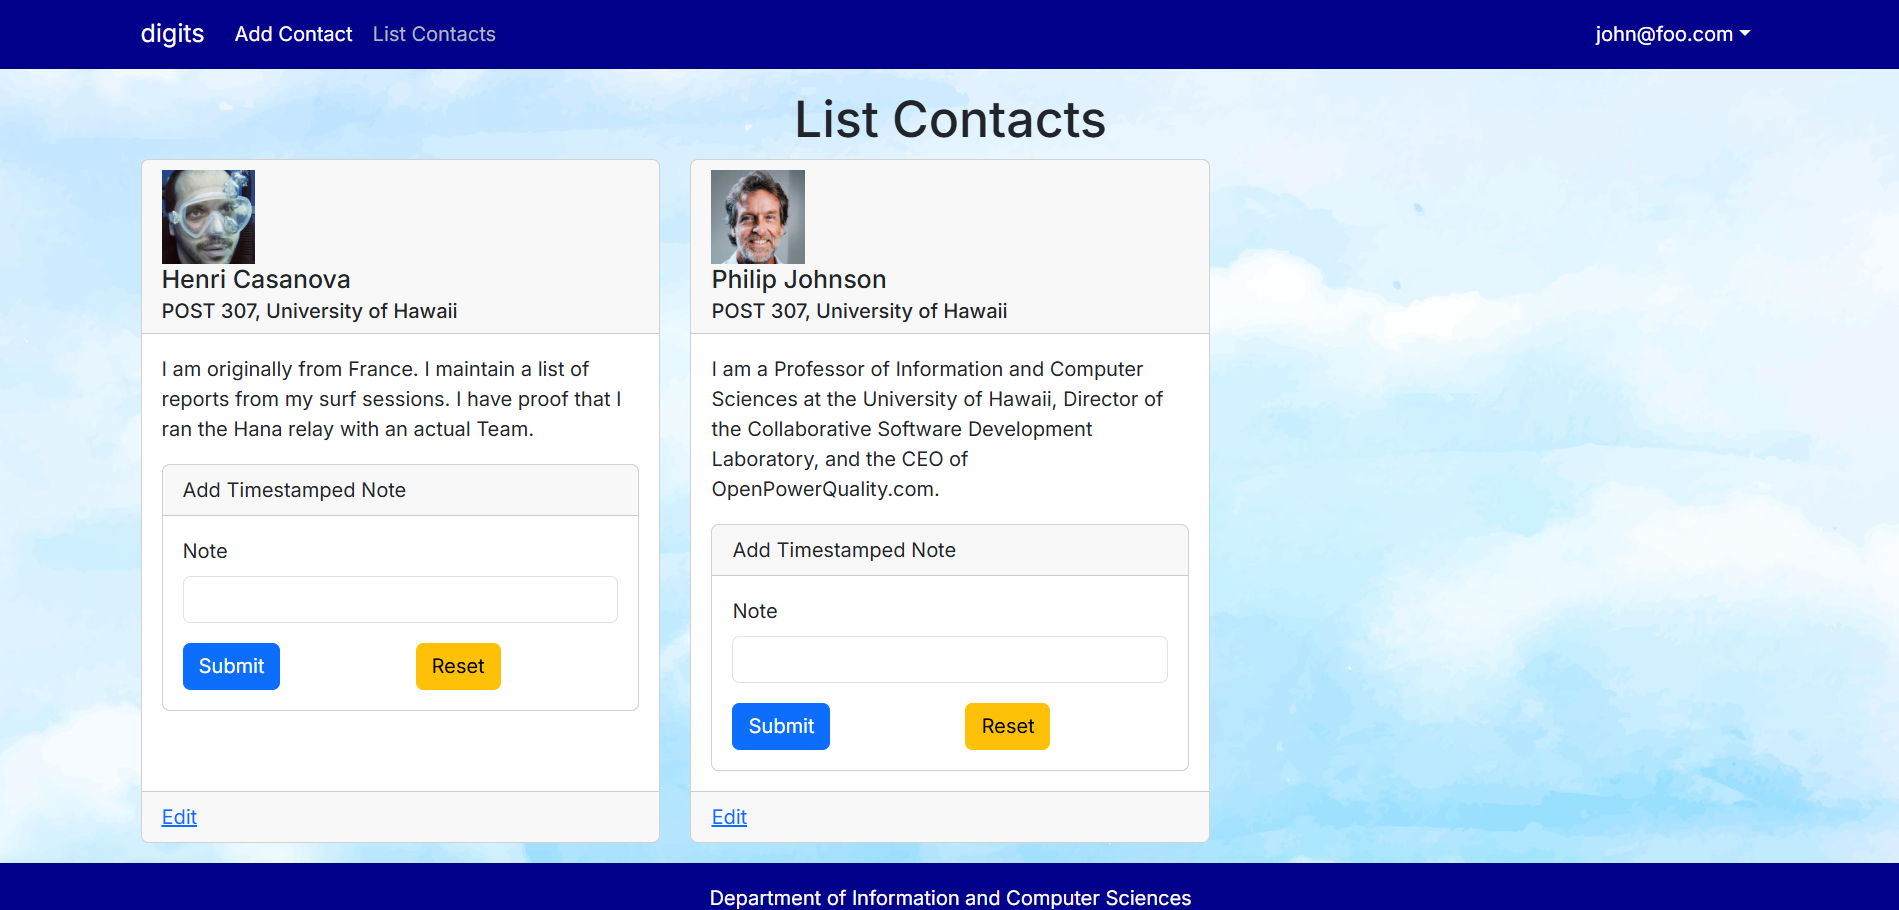 digits Add Contact List Contacts john@foo.com
List Contacts
Henri Casanova
POST 307, University of Hawaii
I am originally from France. I maintain a list of
reports from my surf sessions. I have proof that I
ran the Hana relay with an actual Team.
Add Timestamped Note
Note
Submit Reset
Edit
Philip Johnson
POST 307, University of Hawaii
I am a Professor of Information and Computer
Sciences at the University of Hawaii, Director of
the Collaborative Software Development
Laboratory, and the CEO of
OpenPowerQuality.com.
Add Timestamped Note
Note
Submit Reset
Edit
Department of Information and Computer Sciences